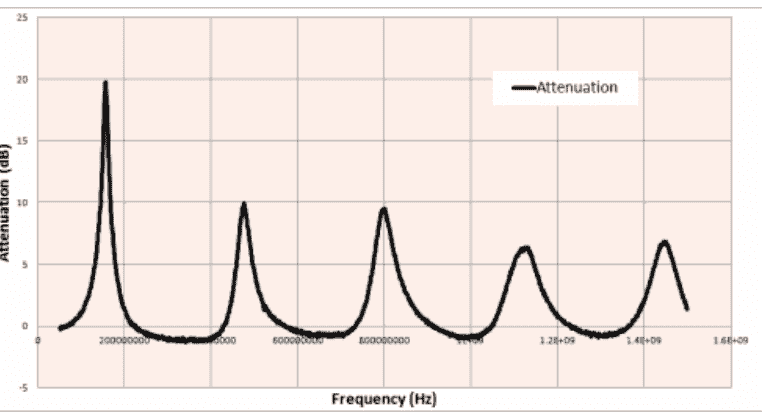 25
20
15
10
5
0
-5
Attenuation (dB)
Attenuation
0
200000000
600000000
800000000
1.2E+09
1.4E+09
1.6E+09
Frequency (Hz)